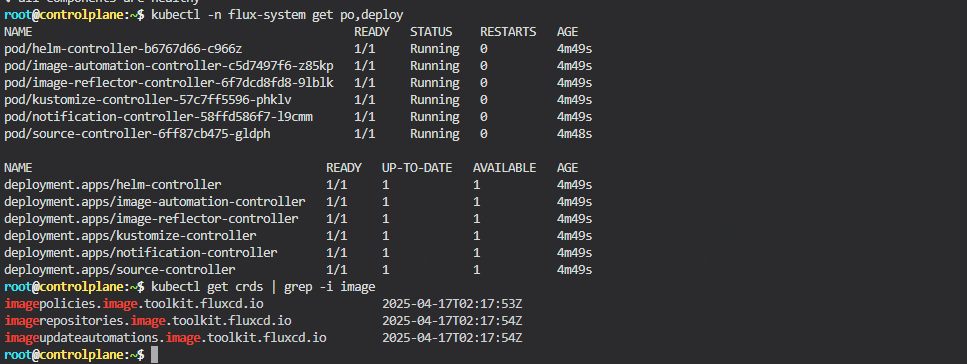 all components are healthy
root@controlplane:~$ kubectl -n flux-system get po,deploy
NAME READY STATUS RESTARTS AGE
pod/helm-controller-b6767d66-c966z 1/1 Running 0 4m49s
pod/image-automation-controller-c5d7497f6-z85kp 1/1 Running 0 4m49s
pod/image-reflector-controller-6f7dcd8fd8-9lblk 1/1 Running 0 4m49s
pod/kustomize-controller-57c7ff5596-phklv 1/1 Running 0 4m49s
pod/notification-controller-58ffd586f7-l9cmm 1/1 Running 0 4m49s
pod/source-controller-6ff87cb475-gldph 1/1 Running 0 4m48s
NAME READY UP-TO-DATE AVAILABLE AGE
deployment.apps/helm-controller 1/1 1 1 4m49s
deployment.apps/image-automation-controller 1/1 1 1 4m49s
deployment.apps/image-reflector-controller 1/1 1 1 4m49s
deployment.apps/kustomize-controller 1/1 1 1 4m49s
deployment.apps/notification-controller 1/1 1 1 4m49s
deployment.apps/source-controller 1/1 1 1 4m49s
root@controlplane:~$ kubectl get crds | grep -i image
imagepolicies.image.toolkit.fluxcd.io 2025-04-17T02:17:53Z
imagerepositories.image.toolkit.fluxcd.io 2025-04-17T02:17:54Z
imageupdateautomations.image.toolkit.fluxcd.io 2025-04-17T02:17:54Z
root@controlplane:~$